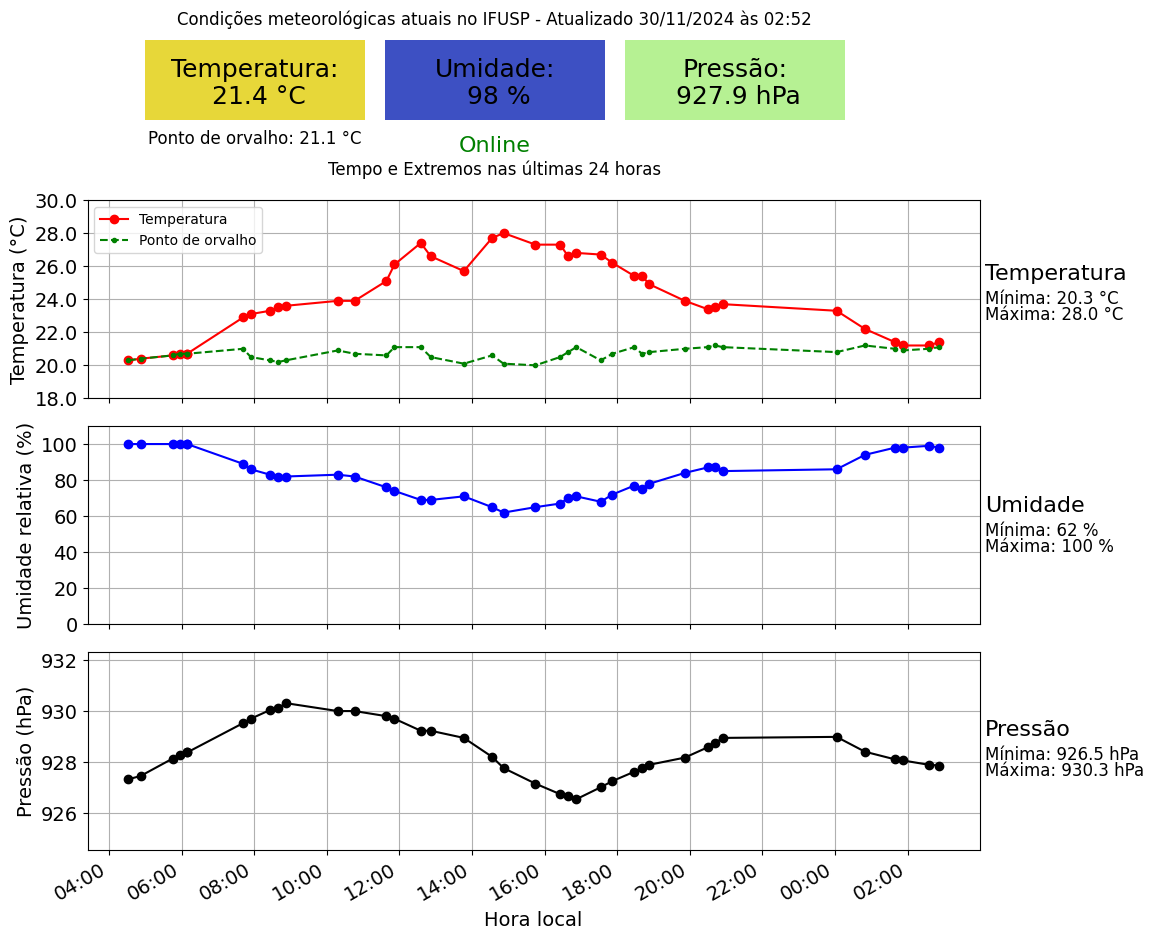 Condições meteorológicas atuais no IFUSP - Atualizado 30/11/2024 às 02:52
Temperatura:
21.4 °C
Umidade:
98 %
Pressão:
927.9 hPa
Ponto de orvalho: 21.1 °C
Online
Tempo e Extremos nas últimas 24 horas
Temperatura (°C)
30.0
28.0
26.0
24.0
22.0
20.0
18.0
Temperatura
Ponto de orvalho
Temperatura
Mínima: 20.3 °C
Máxima: 28.0 °C
Umidade relativa (%)
100
80
60
40
20
0
Umidade
Mínima: 62 %
Máxima: 100 %
Pressão (hPa)
932
930
928
926
Pressão
Mínima: 926.5 hPa
Máxima: 930.3 hPa
04:00 06:00 08:00 10:00 12:00 14:00 16:00 18:00 20:00 22:00 00:00 02:00
Hora local